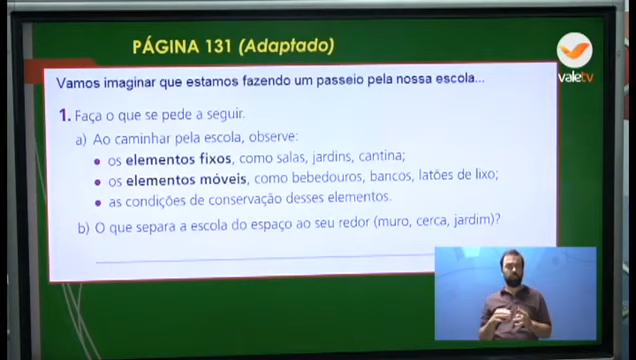 PÁGINA 131 (Adaptado)
valetv
Vamos imaginar que estamos fazendo um passeio pela nossa escola...
1. Faça o que se pede a seguir.
a) Ao caminhar pela escola, observe:
• os elementos fixos, como salas, jardins, cantina;
• os elementos móveis, como bebedouros, bancos, latões de lixo;
• as condições de conservação desses elementos.
b) O que separa a escola do espaço ao seu redor (muro, cerca, jardim)?